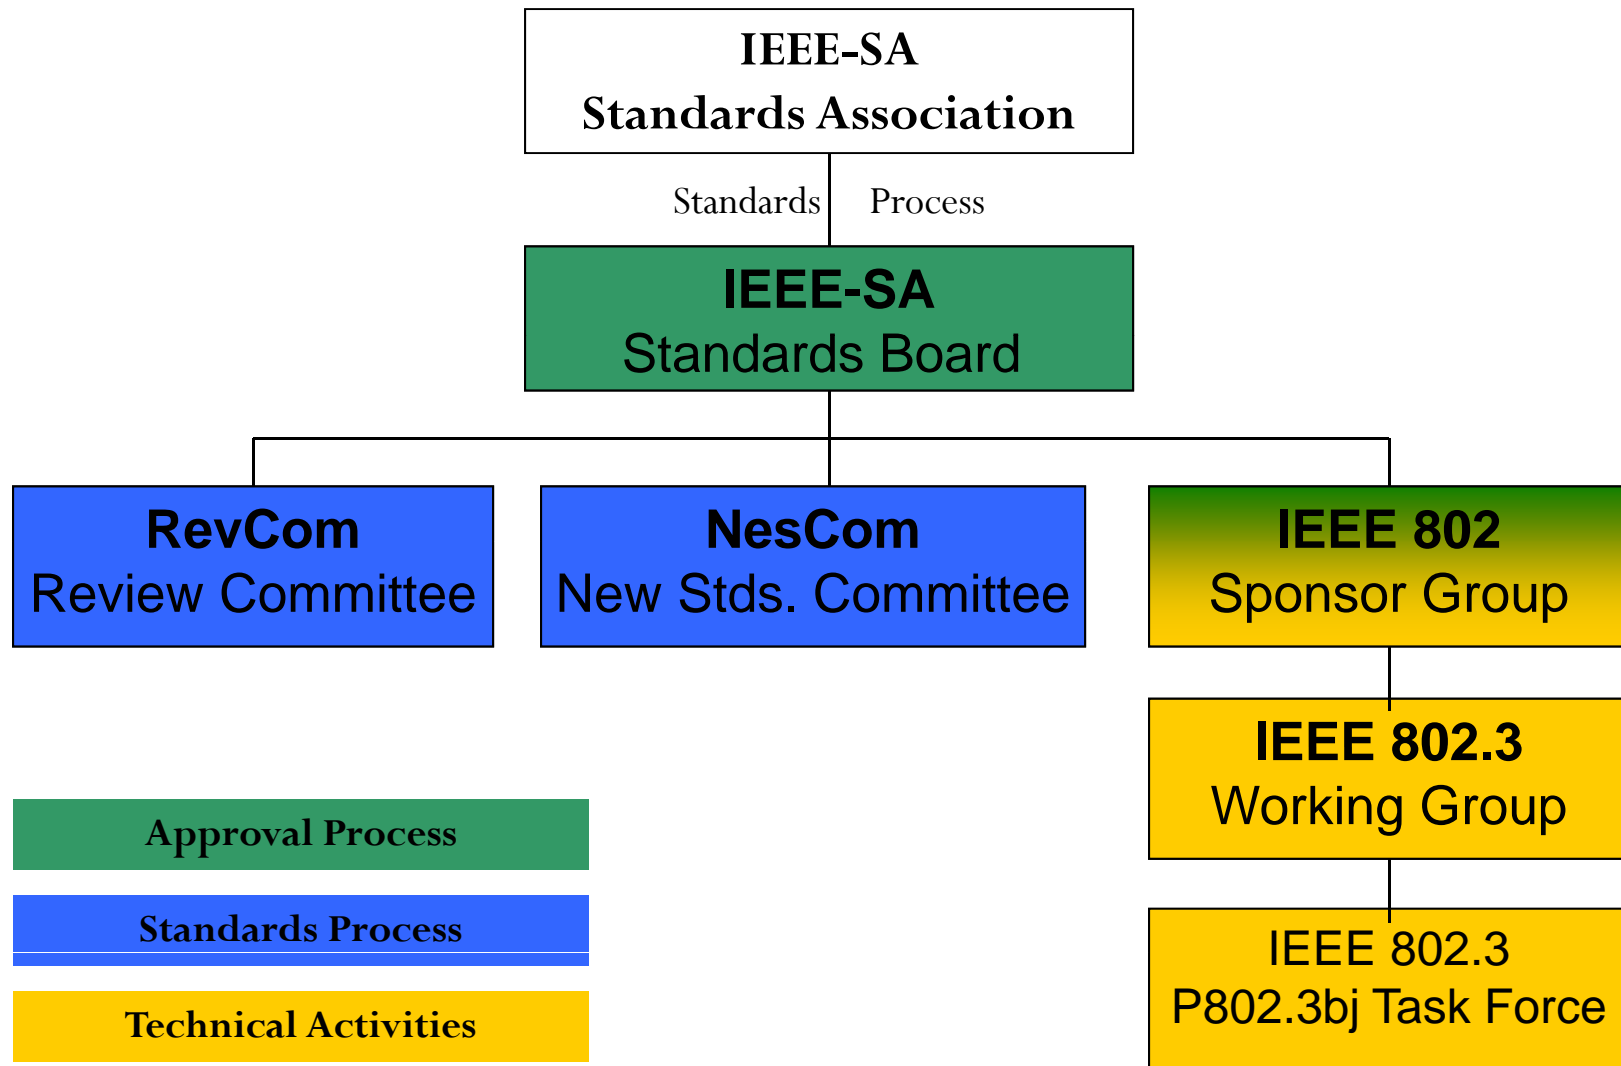 IEEE-SA
Standards Association
Standards Process
IEEE-SA
Standards Board
RevCom
Review Committee
NesCom
New Stds. Committee
IEEE 802
Sponsor Group
IEEE 802.3
Working Group
IEEE 802.3
P802.3bj Task Force
Approval Process
Standards Process
Technical Activities